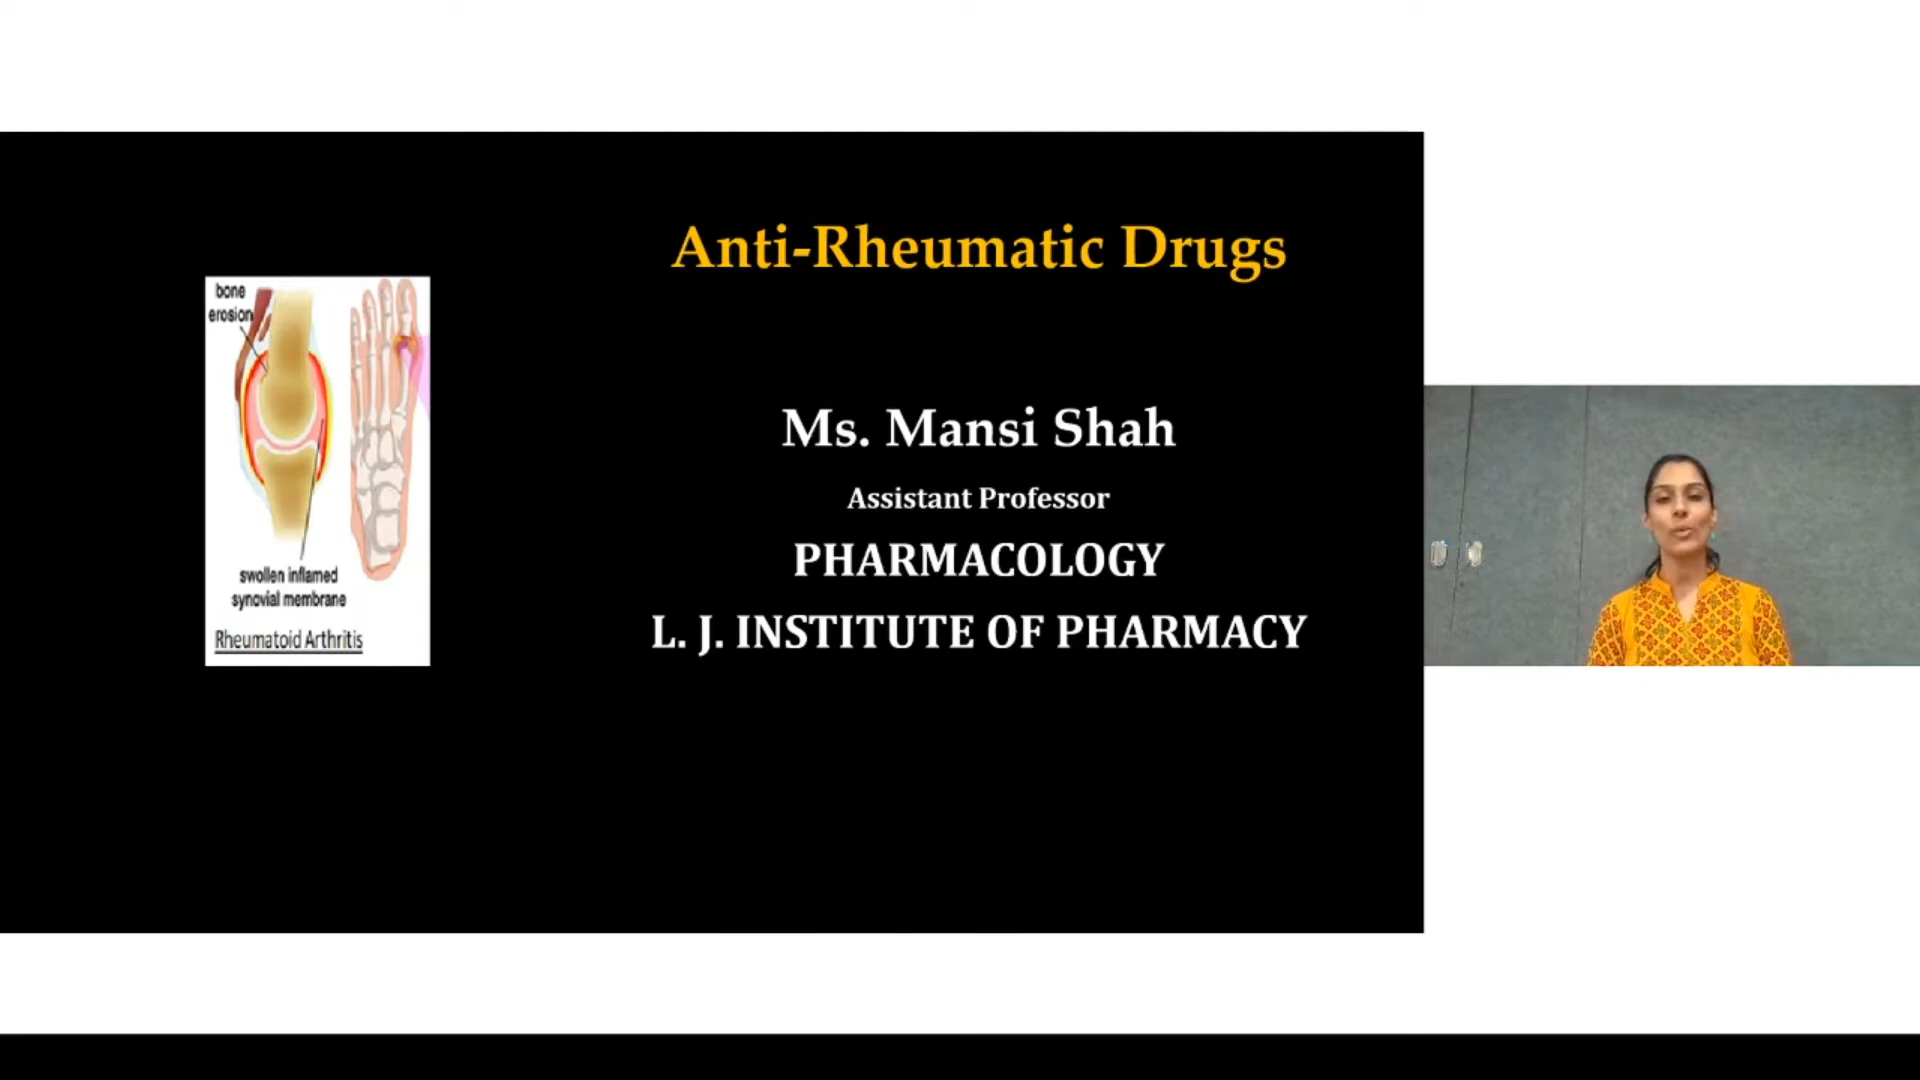 bone
erosion
swollen inflamed
synovial membrane
Rheumatoid Arthritis
Anti-Rheumatic Drugs
Ms. Mansi Shah
Assistant Professor
PHARMACOLOGY
L. J. INSTITUTE OF PHARMACY